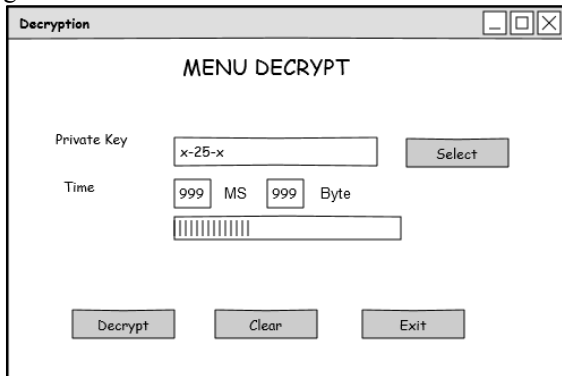 Decryption
MENU DECRYPT
Private Key x-25-x Select
Time 999 MS 999 Byte
Decrypt Clear Exit